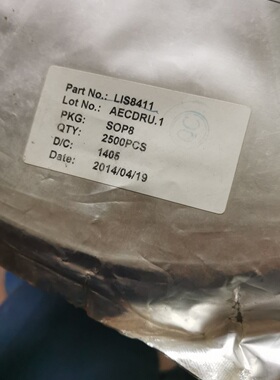 Part No.: LIS8411
Lot No.: AECDRU.1
PKG: SOP8
QTY: 2500PCS
D/C: 1405
Date: 2014/04/19